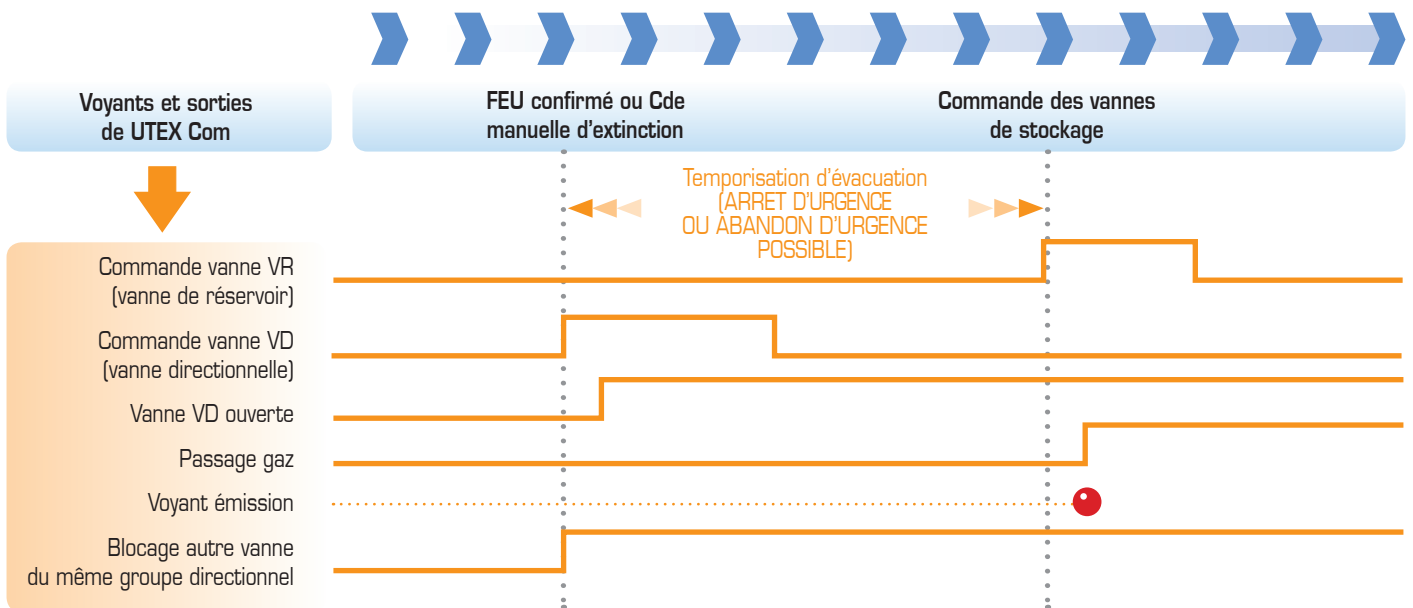 Voyants et sorties
de UTEX Com
FEU confirmé ou Cde
manuelle d'extinction
Commande des vannes
de stockage
Temporisation d'évacuation
(ARRET D'URGENCE
OU ABANDON D'URGENCE
POSSIBLE)
Commande vanne VR
(vanne de réservoir)
Commande vanne VD
(vanne directionnelle)
Vanne VD ouverte
Passage gaz
Voyant émission
Blocage autre vanne
du même groupe directionnel